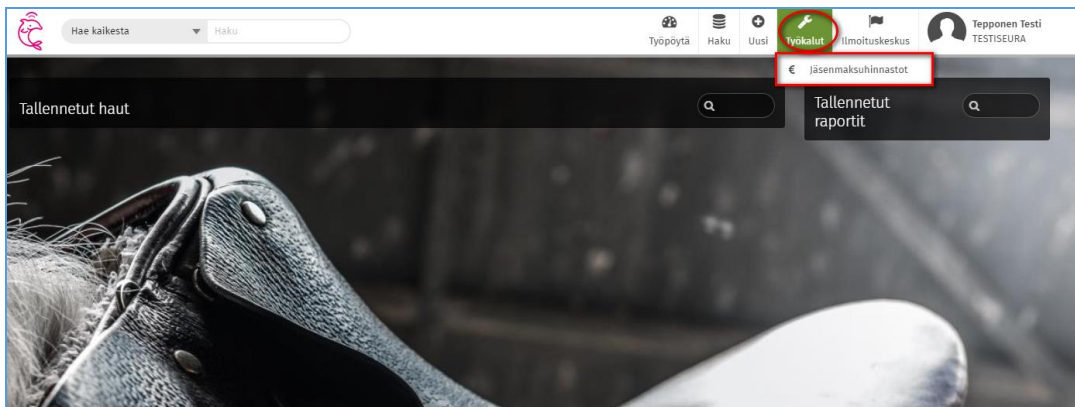 Hae kaikesta
Haku
Työpöytä
Haku
Uusi
Työkalut
Ilmoituskeskus
Tepponen Testi
TESTISEURA
€ Jäsenmaksuhinnastot
Tallennetut haut
Tallennetut
raportit